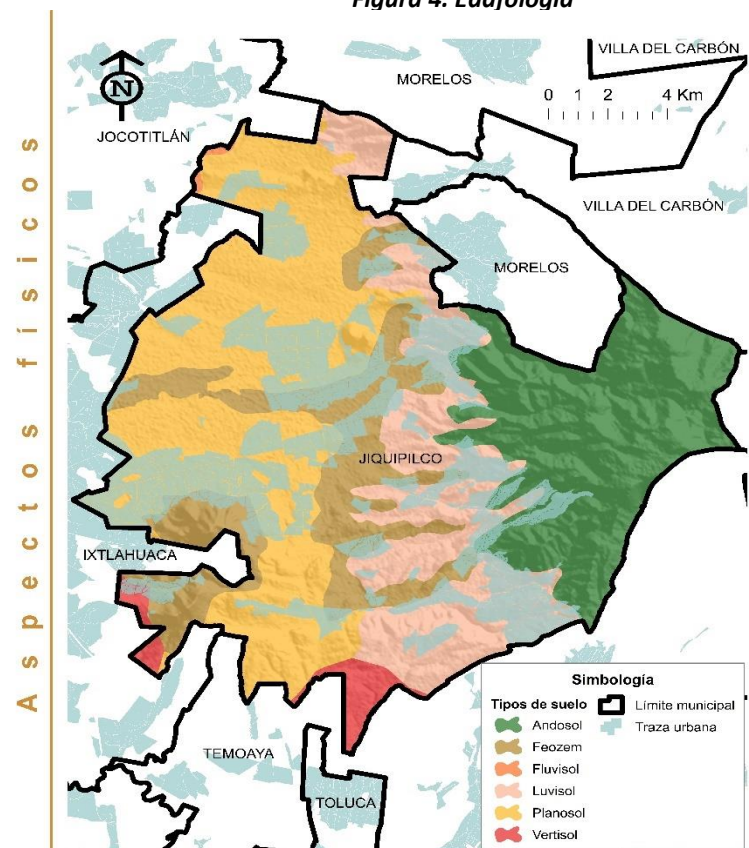 Figura 4. Edafología
Aspectos físicos
N
VILLA DEL CARBÓN
MORELOS
0 1 2 4 Km
JOCOTITLÁN
VILLA DEL CARBÓN
MORELOS
JIQUIPILCO
IXTLAHUACA
TEMOAYA
TOLUCA
Simbología
Tipos de suelo
Límite municipal
Andosol
Traza urbana
Feozem
Fluvisol
Luvisol
Planosol
Vertisol